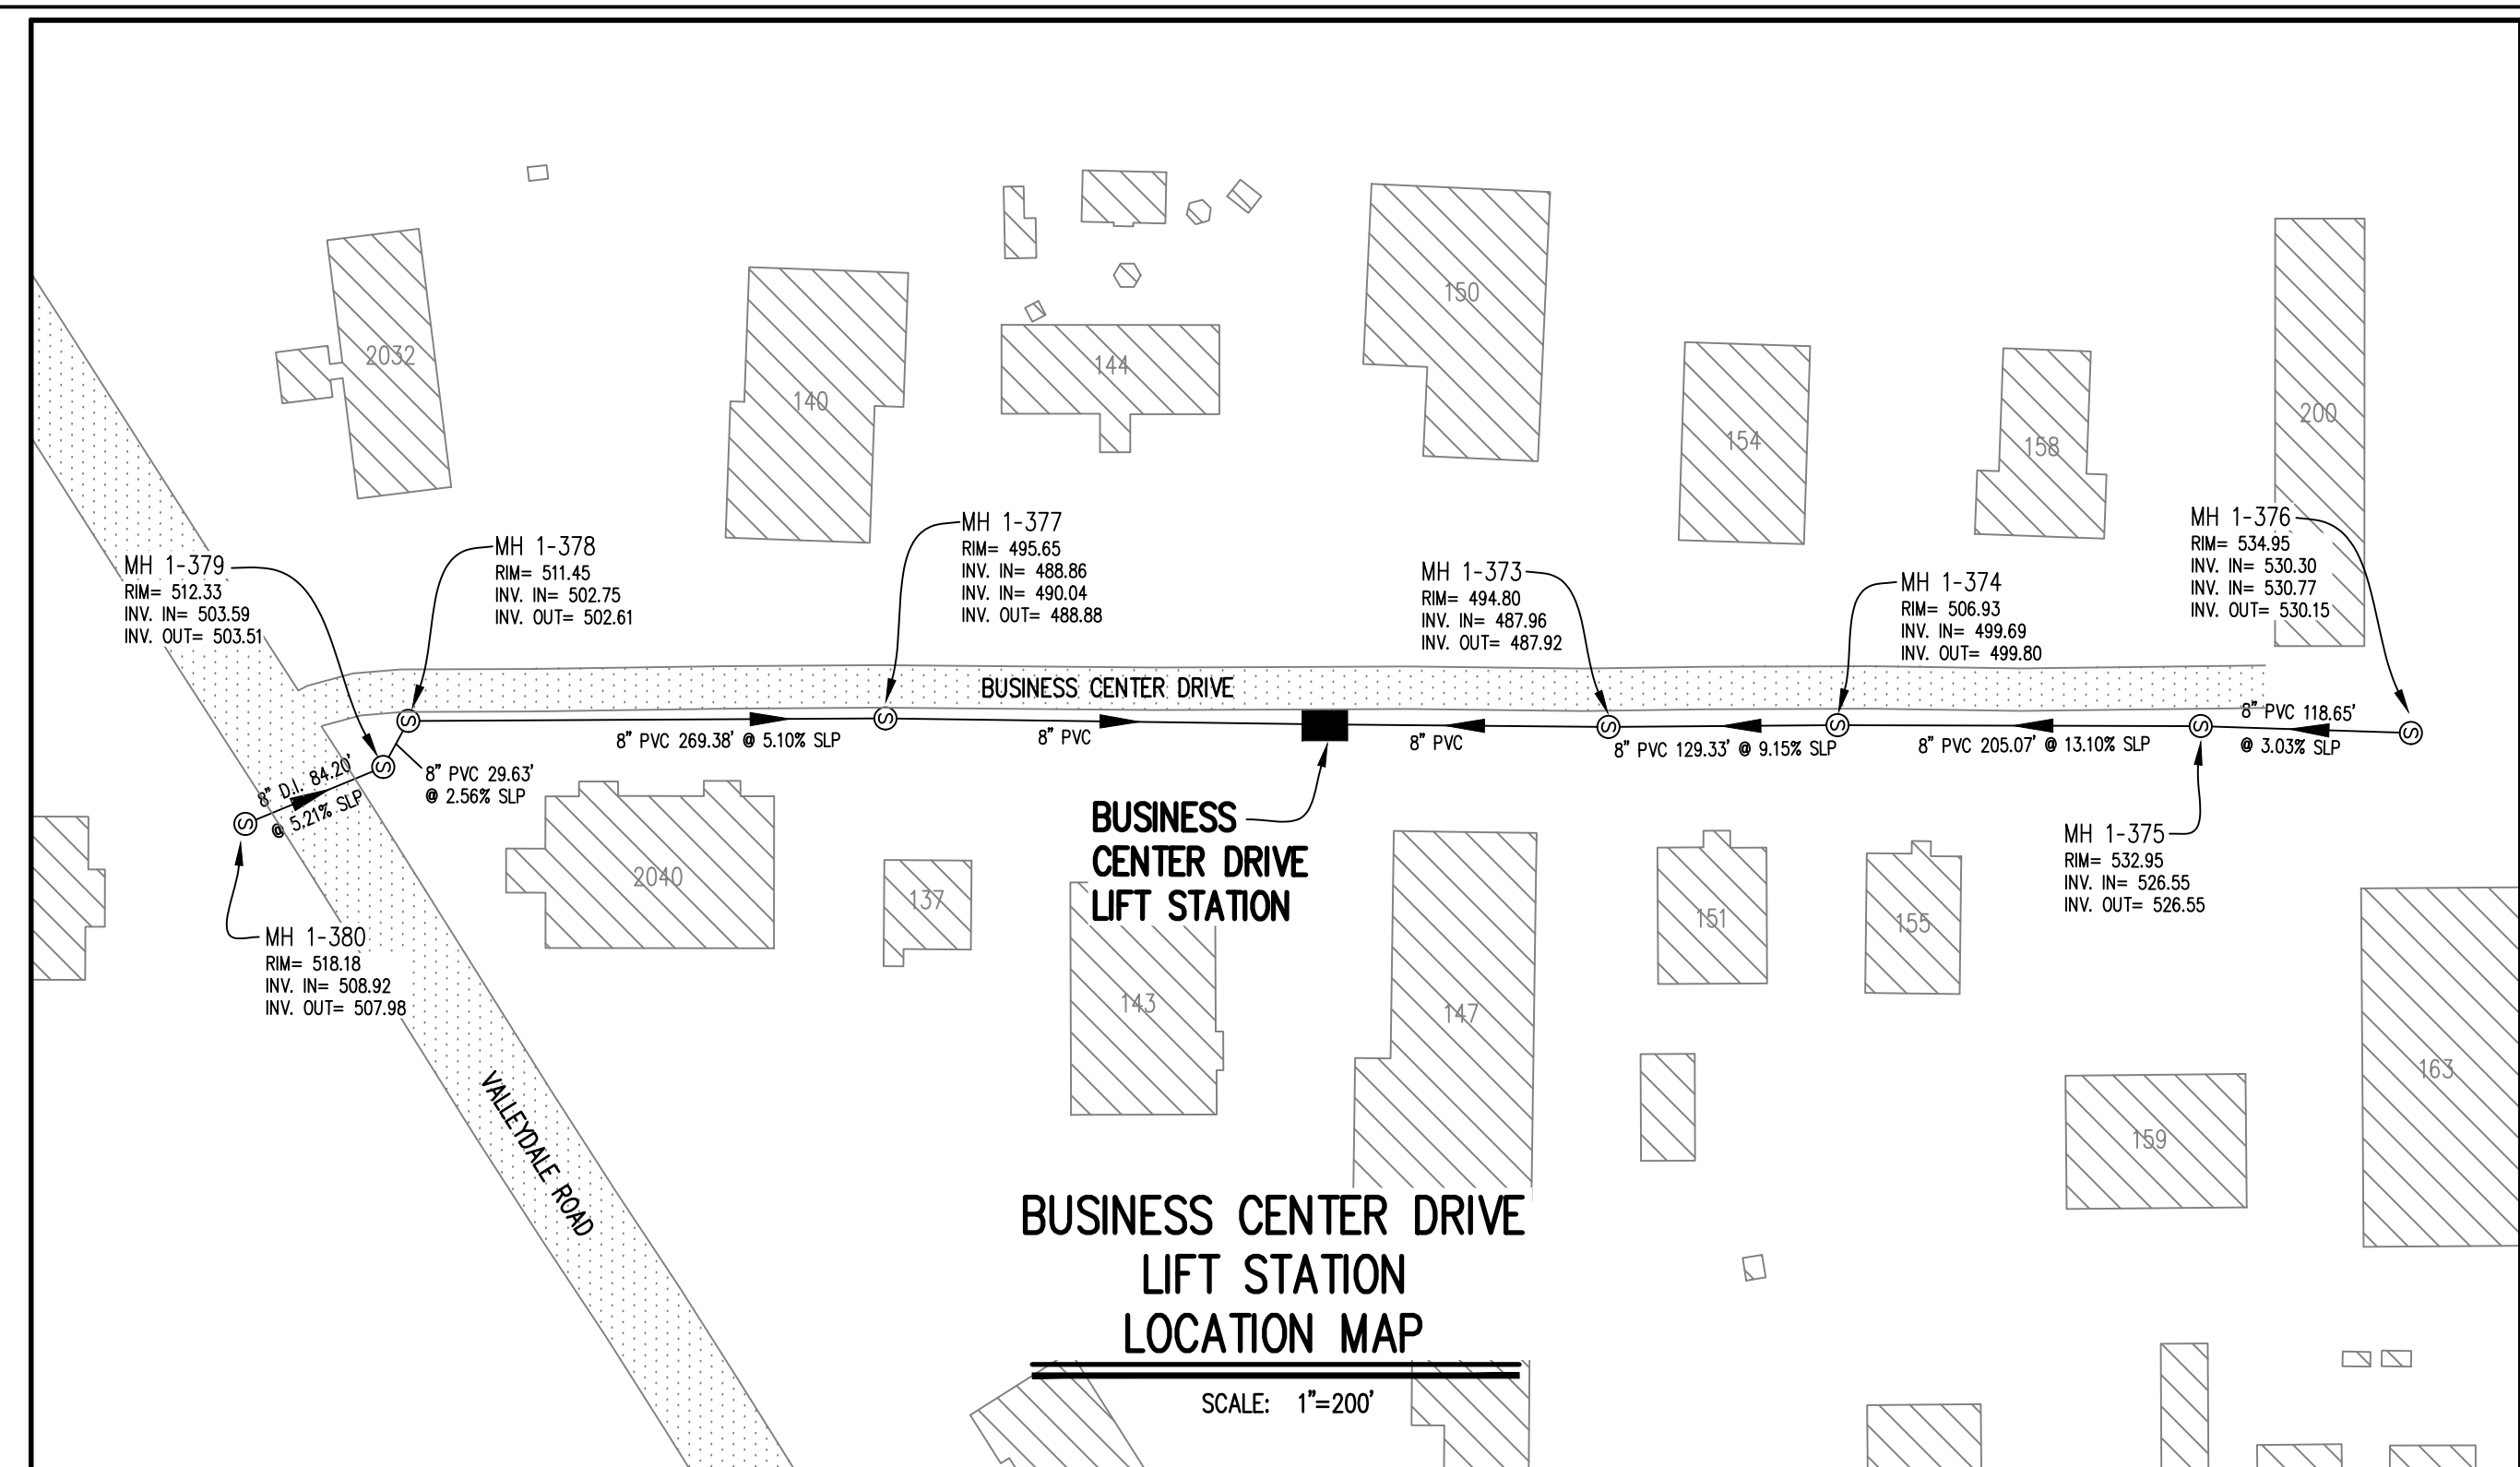 2032
140
144
150
154
158
200
MH 1-379
RIM= 512.33
INV. IN= 503.59
INV. OUT= 503.51
MH 1-378
RIM= 511.45
INV. IN= 502.75
INV. OUT= 502.61
MH 1-377
RIM= 495.65
INV. IN= 488.86
INV. IN= 490.04
INV. OUT= 488.88
MH 1-373
RIM= 494.80
INV. IN= 487.96
INV. OUT= 487.92
MH 1-374
RIM= 506.93
INV. IN= 499.69
INV. OUT= 499.80
MH 1-376
RIM= 534.95
INV. IN= 530.30
INV. IN= 530.77
INV. OUT= 530.15
BUSINESS CENTER DRIVE
S
S
S
S
S
S
S
S
8" D.I. 84.20'
@ 5.21% SLP
8" PVC 29.63'
@ 2.56% SLP
8" PVC 269.38' @ 5.10% SLP
8" PVC
8" PVC
8" PVC 129.33' @ 9.15% SLP
8" PVC 205.07' @ 13.10% SLP
8" PVC 118.65'
@ 3.03% SLP
BUSINESS
CENTER DRIVE
LIFT STATION
MH 1-375
RIM= 532.95
INV. IN= 526.55
INV. OUT= 526.55
MH 1-380
RIM= 518.18
INV. IN= 508.92
INV. OUT= 507.98
2040
137
143
147
151
155
159
163
VALLEYDALE ROAD
BUSINESS CENTER DRIVE
LIFT STATION
LOCATION MAP
SCALE: 1"=200'